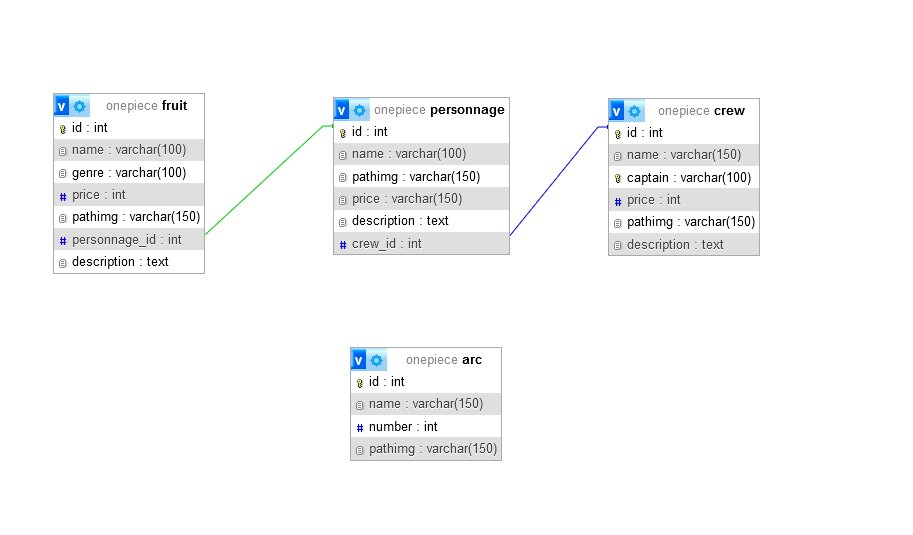 v onepiece fruit
id : int
name : varchar(100)
genre : varchar(100)
# price : int
pathimg : varchar(150)
# personnage_id : int
description : text
v onepiece personnage
id : int
name : varchar(100)
pathimg : varchar(150)
price : varchar(150)
description : text
# crew_id : int
v onepiece crew
id : int
name : varchar(150)
captain : varchar(100)
# price : int
pathimg : varchar(150)
description : text
v onepiece arc
id : int
name : varchar(150)
# number : int
pathimg : varchar(150)